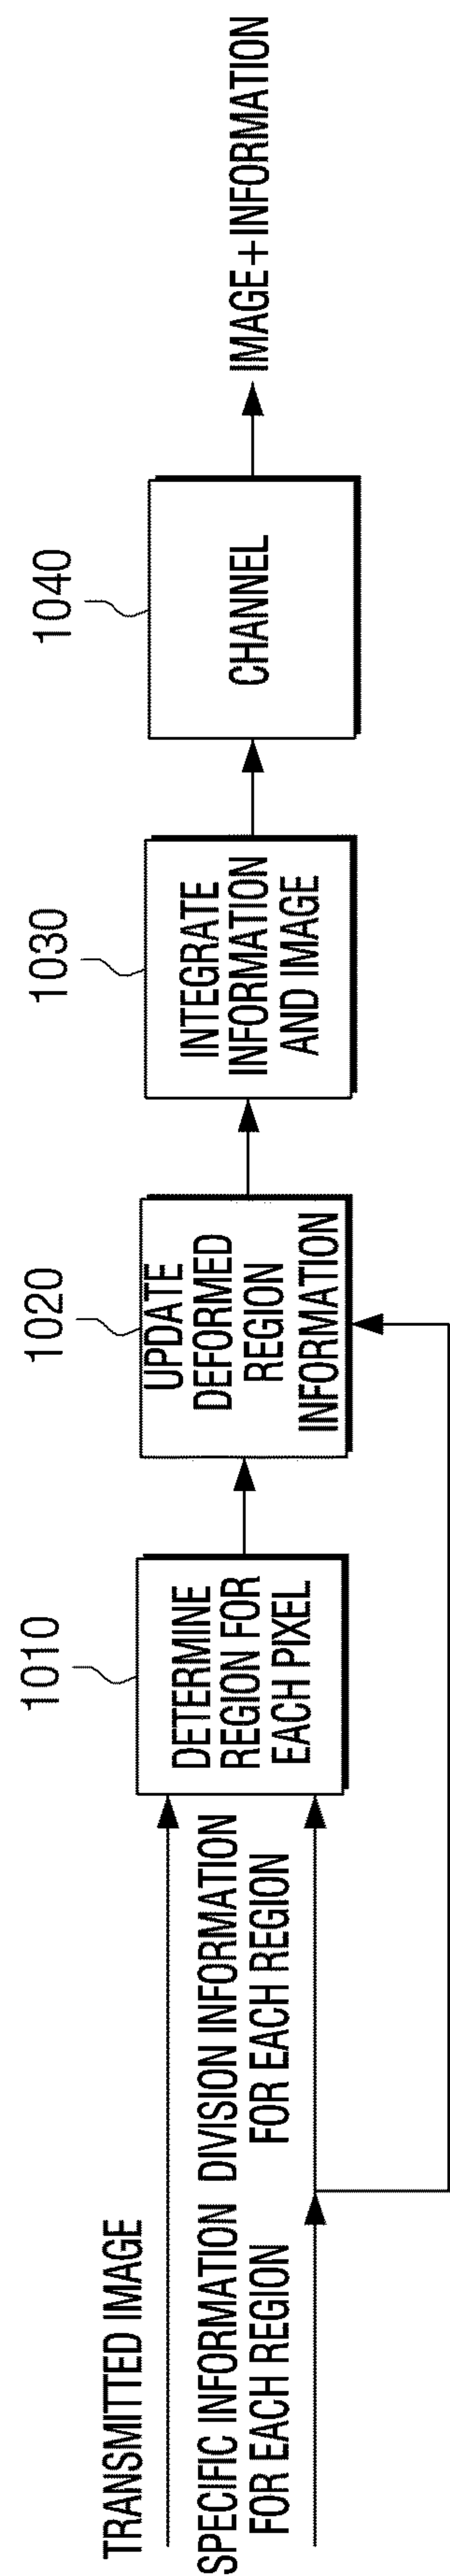 TRANSMITTED IMAGE
SPECIFIC INFORMATION
FOR EACH REGION
DIVISION INFORMATION
FOR EACH REGION
1010
DETERMINE
REGION FOR
EACH PIXEL
1020
UPDATE
DEFORMED
REGION
INFORMATION
1030
INTEGRATE
INFORMATION
AND IMAGE
1040
CHANNEL
IMAGE+INFORMATION